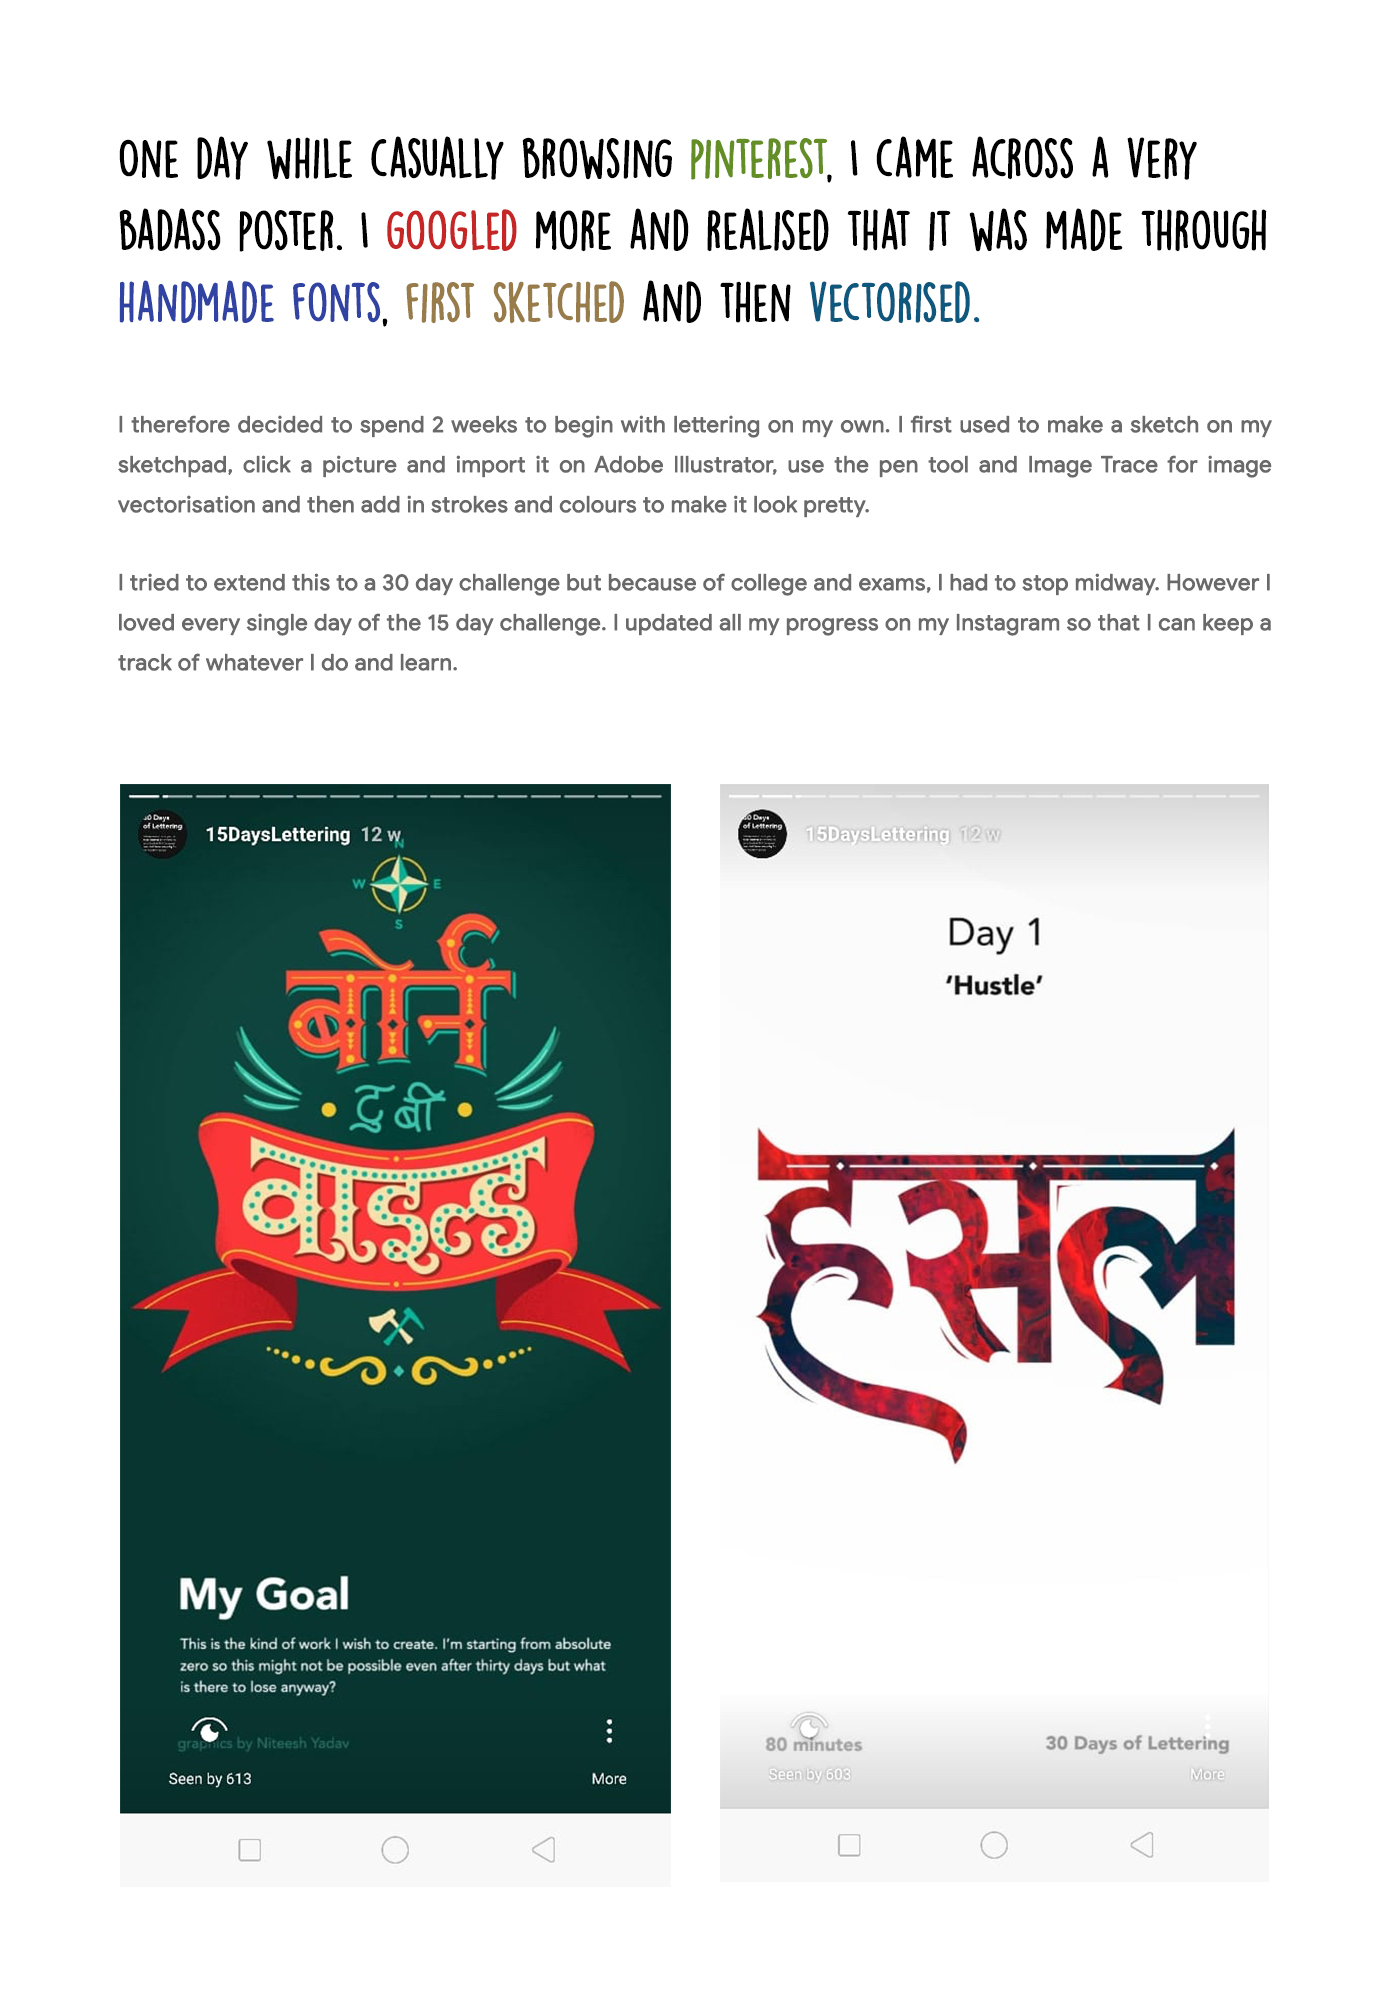 ONE DAY WHILE CASUALLY BROWSING PINTEREST, I CAME ACROSS A VERY
BADASS POSTER. I GOOGLED MORE AND REALISED THAT IT WAS MADE THROUGH
HANDMADE FONTS, FIRST SKETCHED AND THEN VECTORISED.
I therefore decided to spend 2 weeks to begin with lettering on my own. I first used to make a sketch on my
sketchpad, click a picture and import it on Adobe Illustrator, use the pen tool and Image Trace for image
vectorisation and then add in strokes and colours to make it look pretty.
I tried to extend this to a 30 day challenge but because of college and exams, I had to stop midway. However I
loved every single day of the 15 day challenge. I updated all my progress on my Instagram so that I can keep a
track of whatever I do and learn.
30 Days
of Lettering
15DaysLettering 12 w
N
W E
S
बोर्न
टु बी
वाइल्ड
My Goal
This is the kind of work I wish to create. I'm starting from absolute
zero so this might not be possible even after thirty days but what
is there to lose anyway?
graphics by Niteesh Yadav
Seen by 613 More
30 Days
of Lettering
15DaysLettering 12 w
Day 1
'Hustle'
हसल
80 minutes 30 Days of Lettering
Seen by 603 More